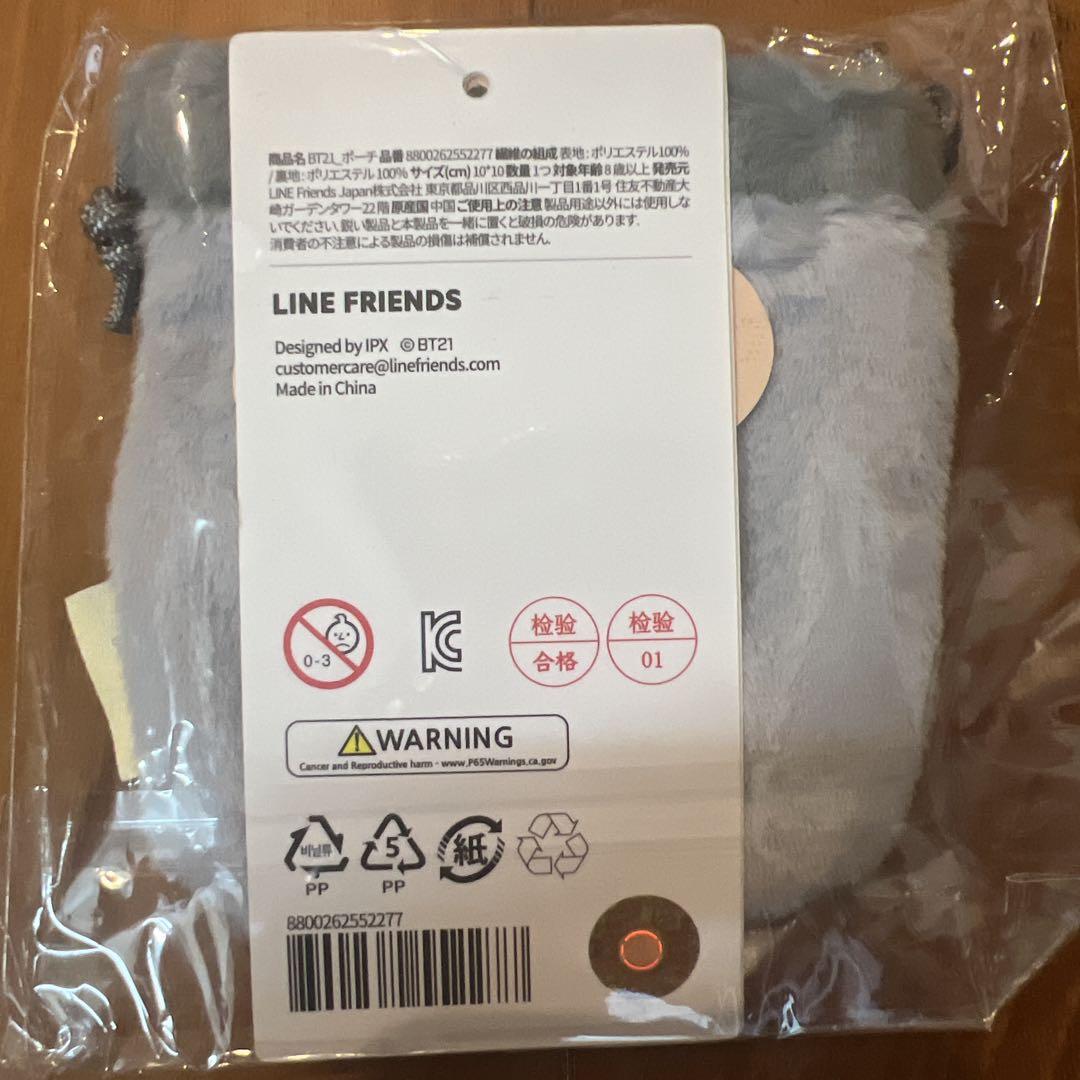 商品名 BT21_ポーチ 品番 8800262552277 繊維の組成 表地 : ポリエステル100%
/ 裏地 : ポリエステル 100% サイズ(cm) 10*10 数量 1つ 対象年齢 8 歳以上 発売元
LINE Friends Japan株式会社 東京都品川区西品川一丁目1番1号 住友不動産大
崎ガーデンタワー22 階 原産国 中国 ご使用上の注意 製品用途以外には使用しな
いでください. 鋭い製品と本製品を一緒に置くと破損の危険があります.
消費者の不注意による製品の損傷は補償されません.
LINE FRIENDS
Designed by IPX © BT21
customercare@linefriends.com
Made in China
0-3
检验
合格
检验
01
WARNING
Cancer and Reproductive harm - www.P65Warnings.ca.gov
비닐류
PP
5
PP
紙
8800262552277